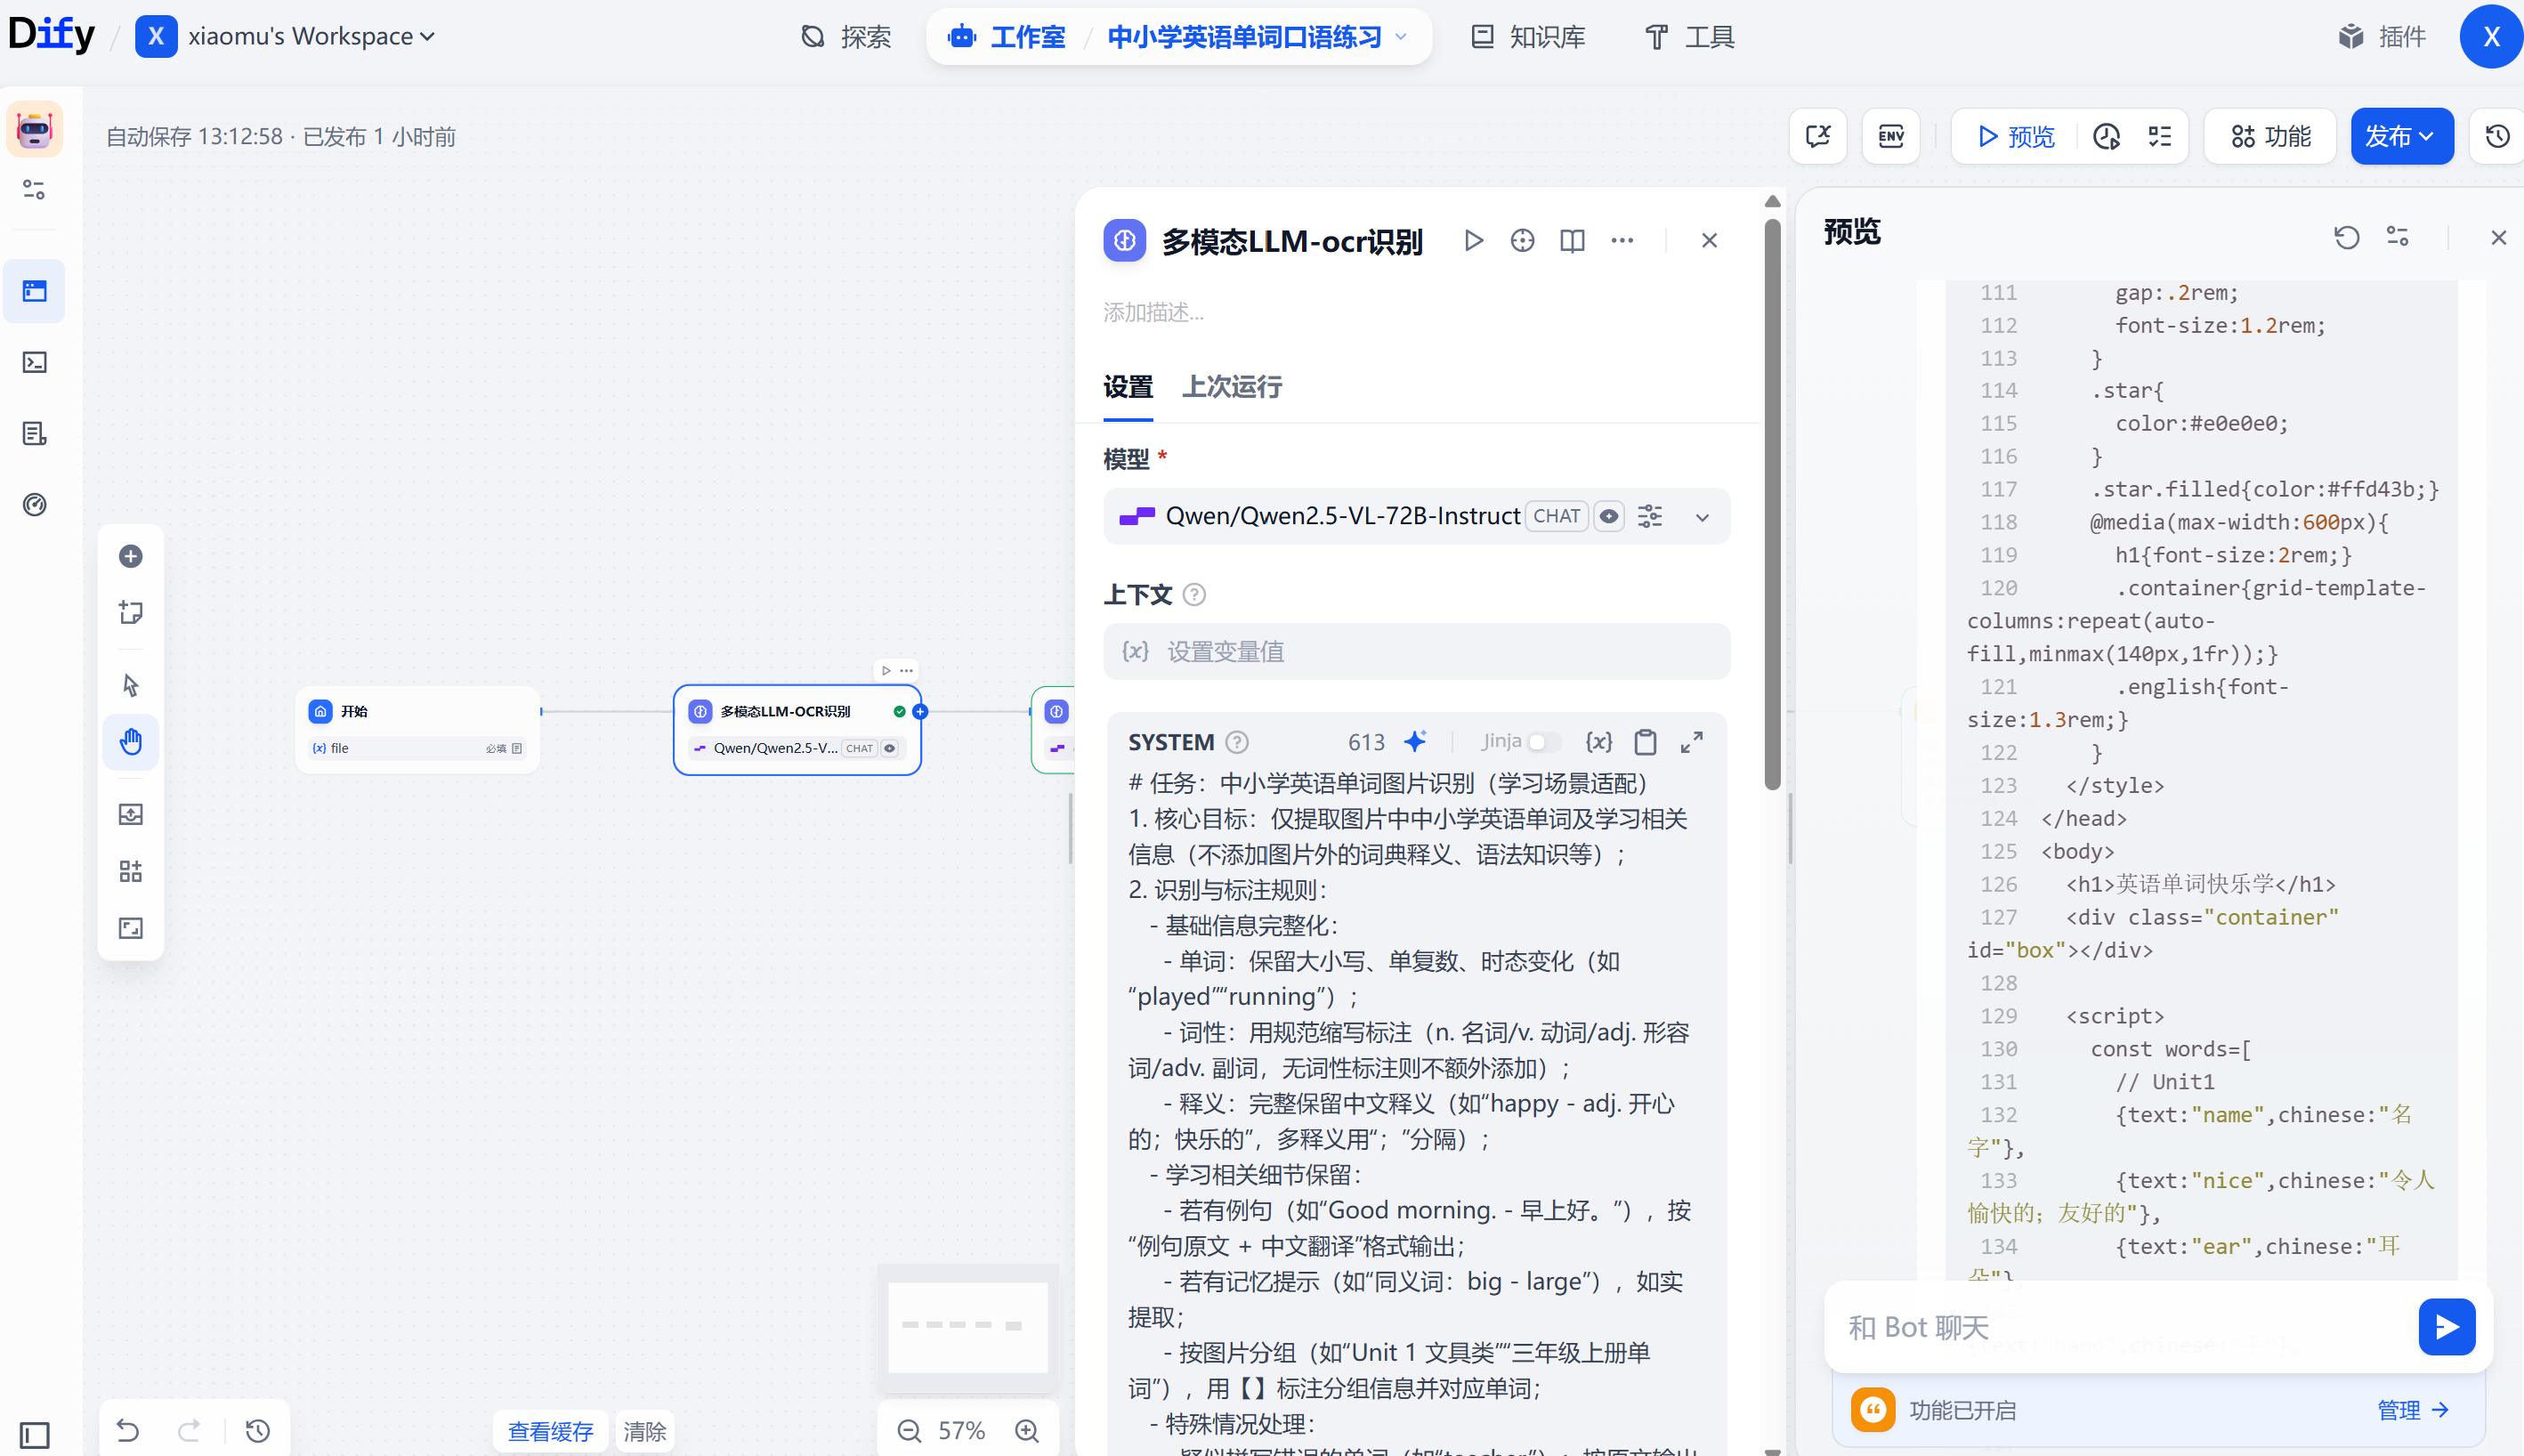 Dify / X xiaomu's Workspace
探索
工作室 / 中小学英语单词口语练习
知识库
工具
插件
X
自动保存 13:12:58 · 已发布 1 小时前
ENV
预览
功能
发布
开始
{x} file 必填
多模态LLM-OCR识别
Qwen/Qwen2.5-V... CHAT
查看缓存
清除
57%
多模态LLM-ocr识别
添加描述...
设置 上次运行
模型 *
Qwen/Qwen2.5-VL-72B-Instruct CHAT
上下文 ?
{x} 设置变量值
SYSTEM ? 613 Jinja {x}
# 任务：中小学英语单词图片识别（学习场景适配）
1. 核心目标：仅提取图片中中小学英语单词及学习相关
信息（不添加图片外的词典释义、语法知识等）；
2. 识别与标注规则：
- 基础信息完整化：
- 单词：保留大小写、单复数、时态变化（如
“played”“running”）；
- 词性：用规范缩写标注（n. 名词/v. 动词/adj. 形容
词/adv. 副词，无词性标注则不额外添加）；
- 释义：完整保留中文释义（如“happy - adj. 开心
的；快乐的”，多释义用“；”分隔）；
- 学习相关细节保留：
- 若有例句（如“Good morning. - 早上好。”），按
“例句原文 + 中文翻译”格式输出；
- 若有记忆提示（如“同义词：big - large”），如实
提取；
- 按图片分组（如“Unit 1 文具类”“三年级上册单
词”），用【】标注分组信息并对应单词；
- 特殊情况处理：
- 疑似拼写错误的单词（如“teacher”）：按原文输出
预览
111 gap:.2rem;
112 font-size:1.2rem;
113 }
114 .star{
115 color:#e0e0e0;
116 }
117 .star.filled{color:#ffd43b;}
118 @media(max-width:600px){
119 h1{font-size:2rem;}
120 .container{grid-template-
columns:repeat(auto-
fill,minmax(140px,1fr));}
121 .english{font-
size:1.3rem;}
122 }
123 </style>
124 </head>
125 <body>
126 <h1>英语单词快乐学</h1>
127 <div class="container"
id="box"></div>
128
129 <script>
130 const words=[
131 // Unit1
132 {text:"name",chinese:"名
字"},
133 {text:"nice",chinese:"令人
愉快的；友好的"},
134 {text:"ear",chinese:"耳
朵"},
和 Bot 聊天
功能已开启
管理 →